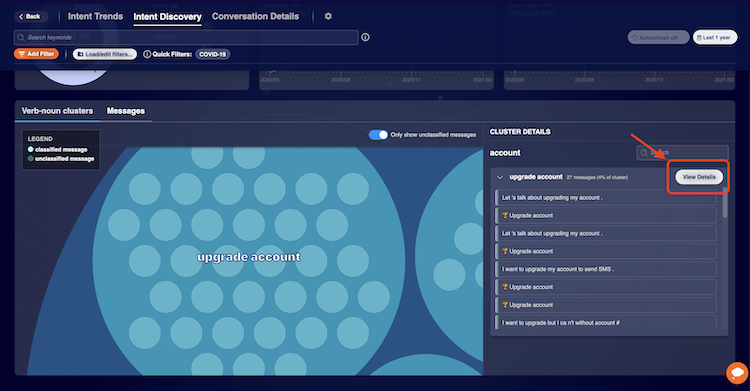 Back
Intent Trends
Intent Discovery
Conversation Details
Search keywords
Autorefresh off
Last 1 year
Add Filter
Load/edit filters...
Quick Filters:
COVID-19
2020/05
2020/08
2020/11
2021/02
2020/05
2020/08
2020/11
2021/02
Verb-noun clusters
Messages
LEGEND
classified message
unclassified message
Only show unclassified messages
upgrade account
CLUSTER DETAILS
account
upgrade account
27 messages (4% of cluster)
View Details
Let 's talk about upgrading my account .
Upgrade account
Let 's talk about upgrading my account .
Upgrade account
I want to upgrade my account to send SMS .
Upgrade account
Upgrade account
I want to upgrade but I ca n't without account #